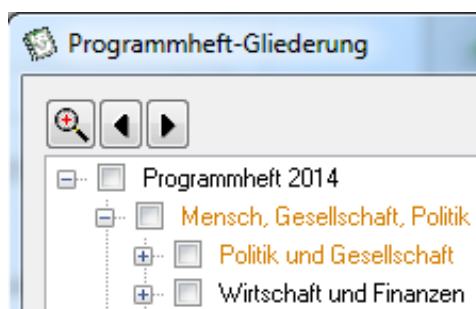 Programmheft-Gliederung
Programmheft 2014
Mensch, Gesellschaft, Politik
Politik und Gesellschaft
Wirtschaft und Finanzen